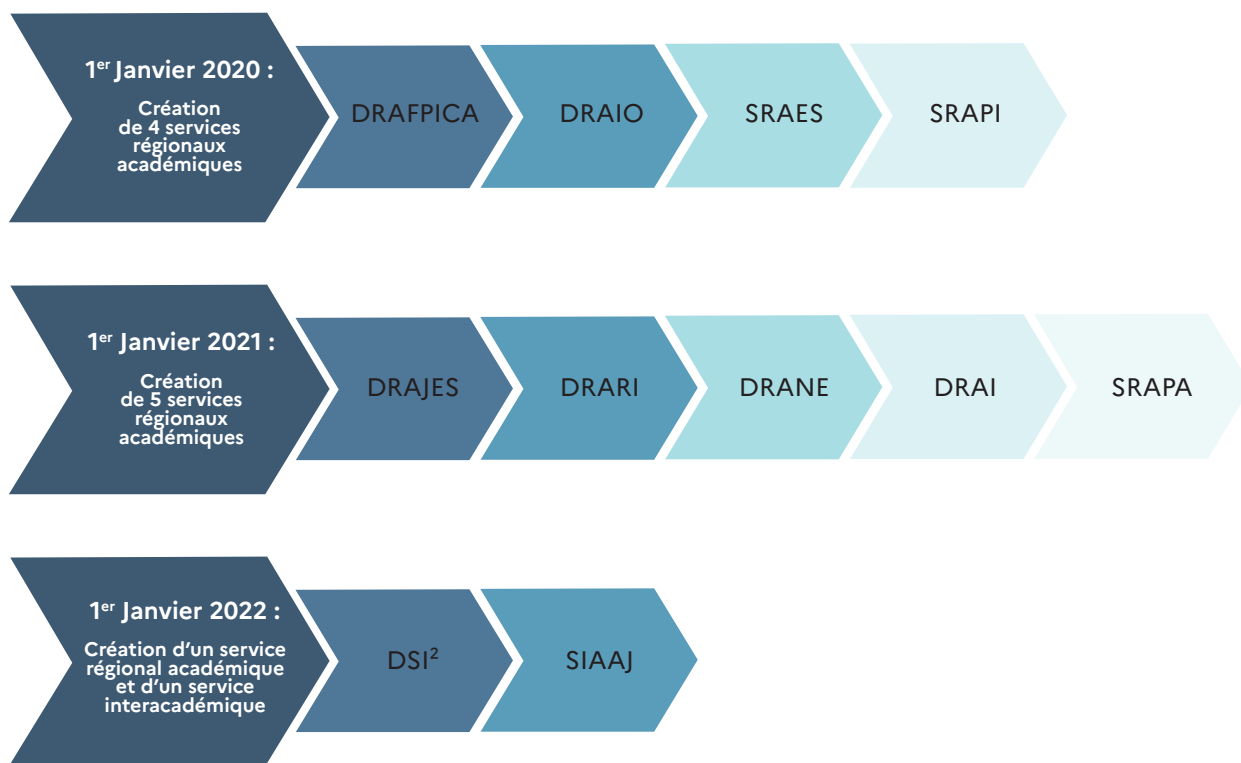 1er Janvier 2020 :
Création
de 4 services
régionaux
académiques
DRAFPICA
DRAIO
SRAES
SRAPI
1er Janvier 2021 :
Création
de 5 services
régionaux
académiques
DRAJES
DRARI
DRANE
DRAI
SRAPA
1er Janvier 2022 :
Création d’un service
régional académique
et d’un service
interacadémique
DSI²
SIAAJ